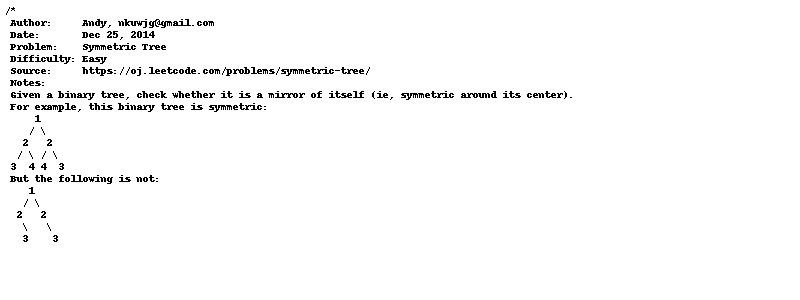 /*
 Author:     Andy, nkuwjg@gmail.com
 Date:       Dec 25, 2014
 Problem:    Symmetric Tree
 Difficulty: Easy
 Source:     https://oj.leetcode.com/problems/symmetric-tree/
 Notes:
 Given a binary tree, check whether it is a mirror of itself (ie, symmetric around its center).
 For example, this binary tree is symmetric:
     1
    / \
   2   2
  / \ / \
 3  4 4  3
 But the following is not:
    1
   / \
  2   2
   \   \
   3    3